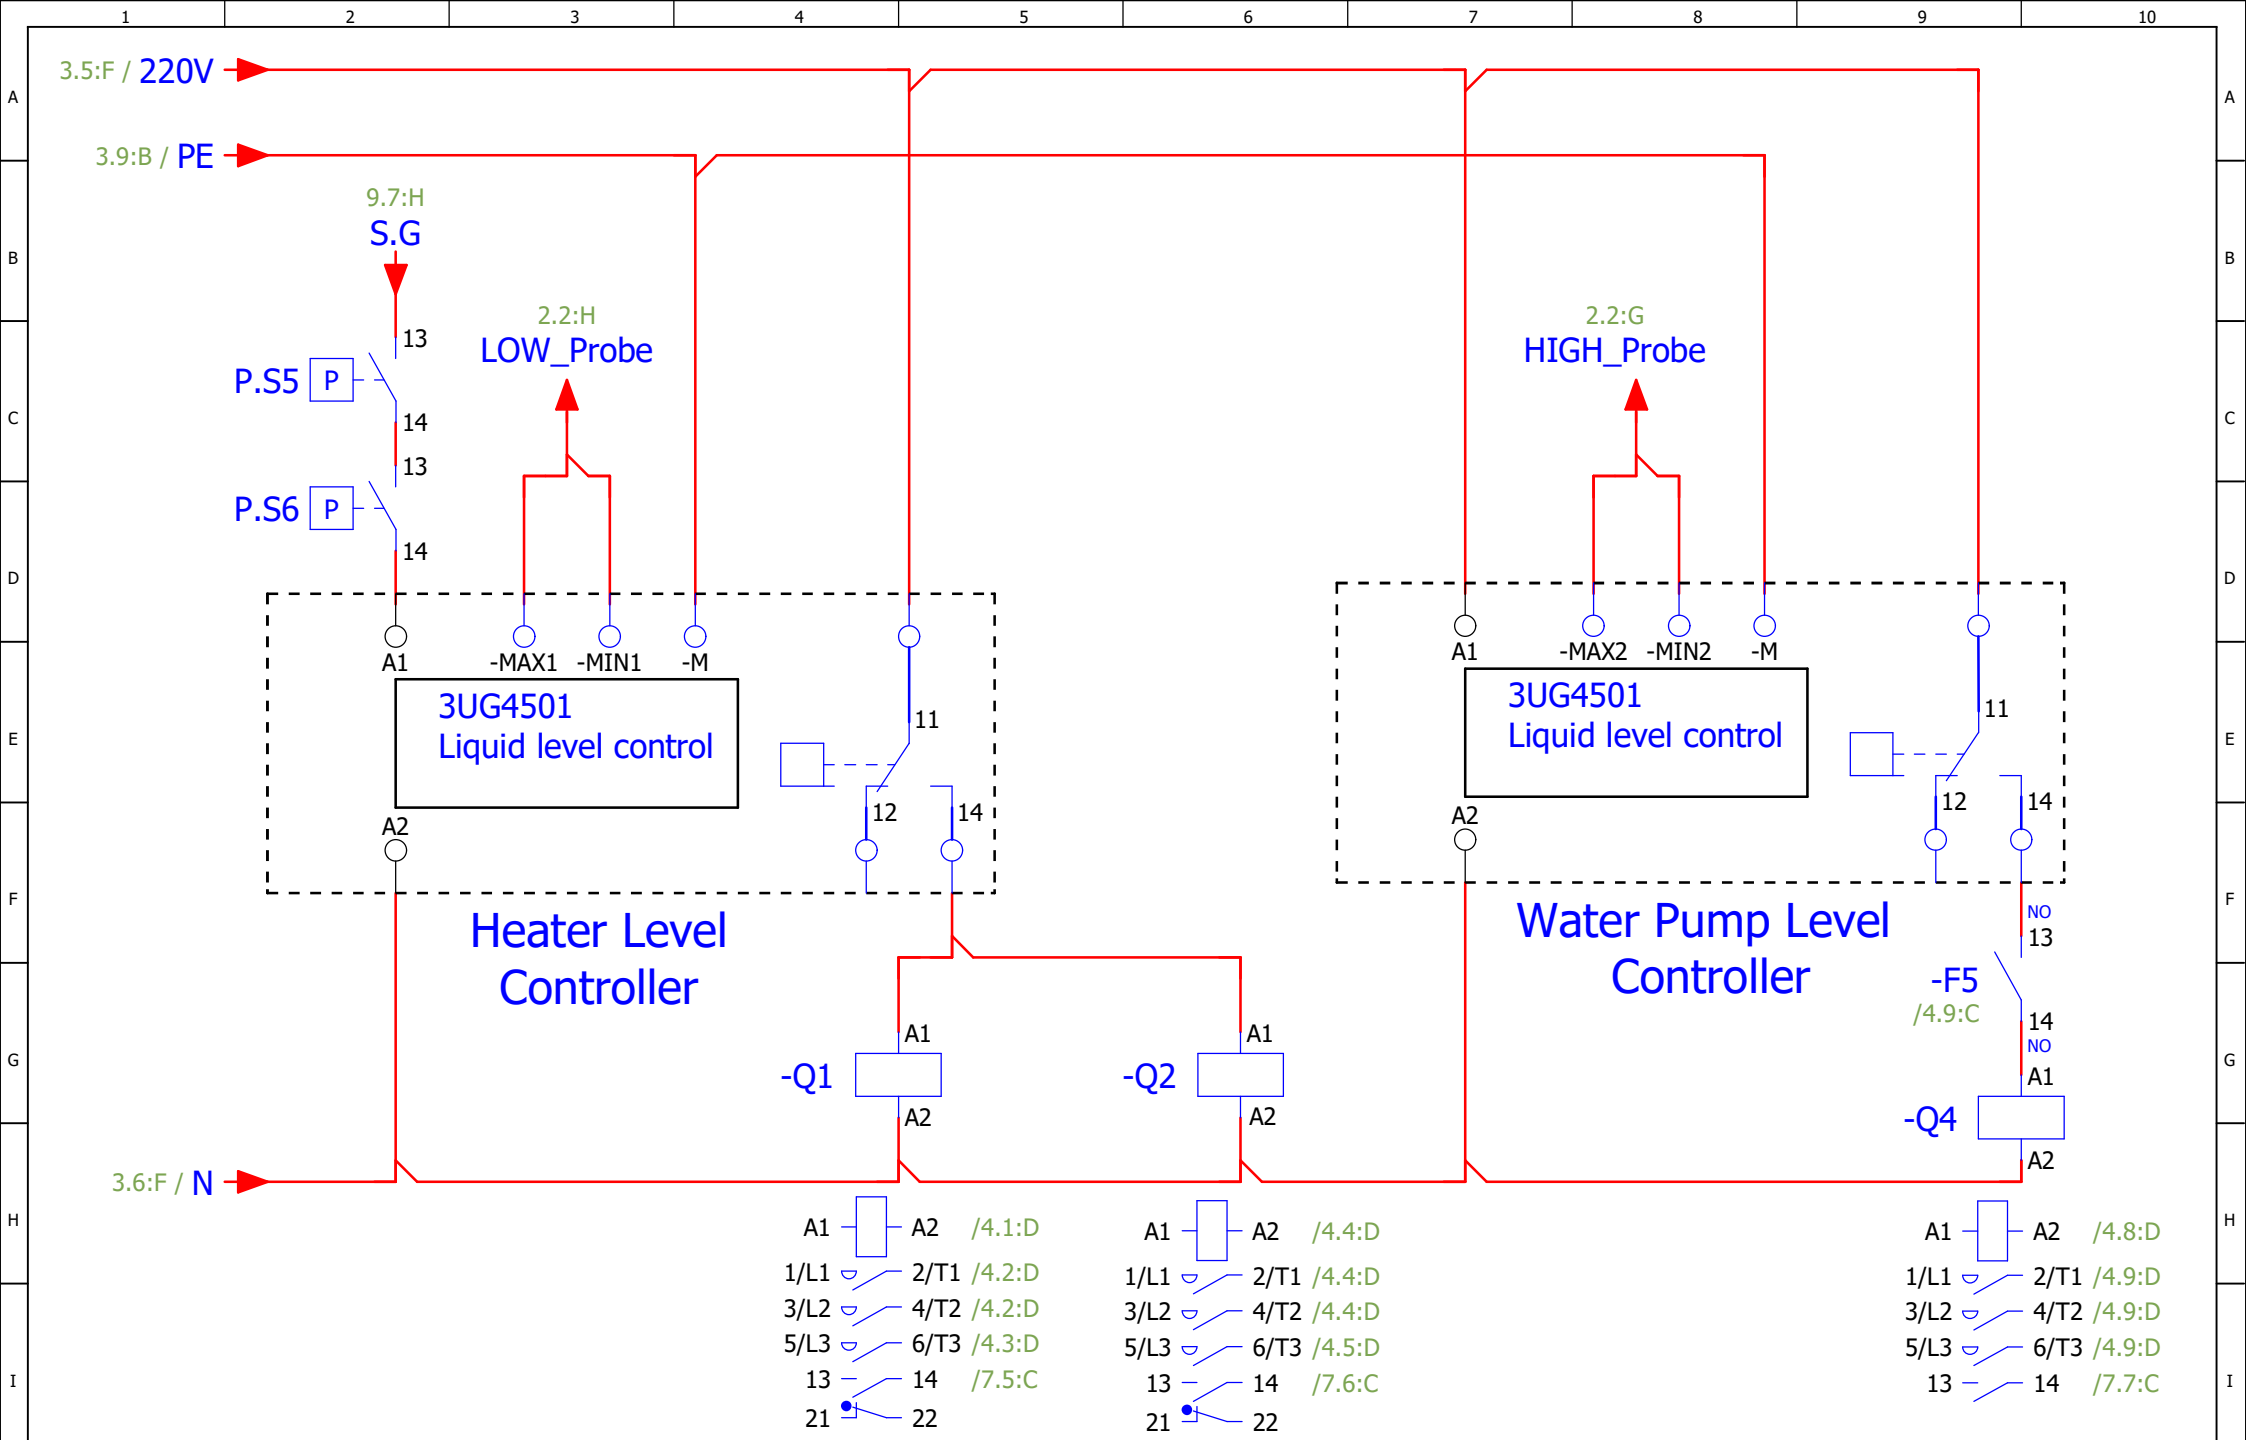 1 2 3 4 5 6 7 8 9 10
3.5:F / 220V
A A
3.9:B / PE
9.7:H
S.G
B B
2.2:H
LOW_Probe
2.2:G
HIGH_Probe
13
P.S5 P
14
C C
13
P.S6 P
14
D D
A1 -MAX1 -MIN1 -M
A1 -MAX2 -MIN2 -M
3UG4501
Liquid level control
3UG4501
Liquid level control
11
11
E E
12 14
12 14
A2
A2
F F
Heater Level
Controller
Water Pump Level
Controller
NO
13
-F5
/4.9:C
14
NO
G G
A1
-Q1
A2
A1
-Q2
A2
A1
-Q4
A2
3.6:F / N
H H
A1 A2 /4.1:D
1/L1 2/T1 /4.2:D
3/L2 4/T2 /4.2:D
5/L3 6/T3 /4.3:D
13 14 /7.5:C
21 22
A1 A2 /4.4:D
1/L1 2/T1 /4.4:D
3/L2 4/T2 /4.4:D
5/L3 6/T3 /4.5:D
13 14 /7.6:C
21 22
A1 A2 /4.8:D
1/L1 2/T1 /4.9:D
3/L2 4/T2 /4.9:D
5/L3 6/T3 /4.9:D
13 14 /7.7:C
I I